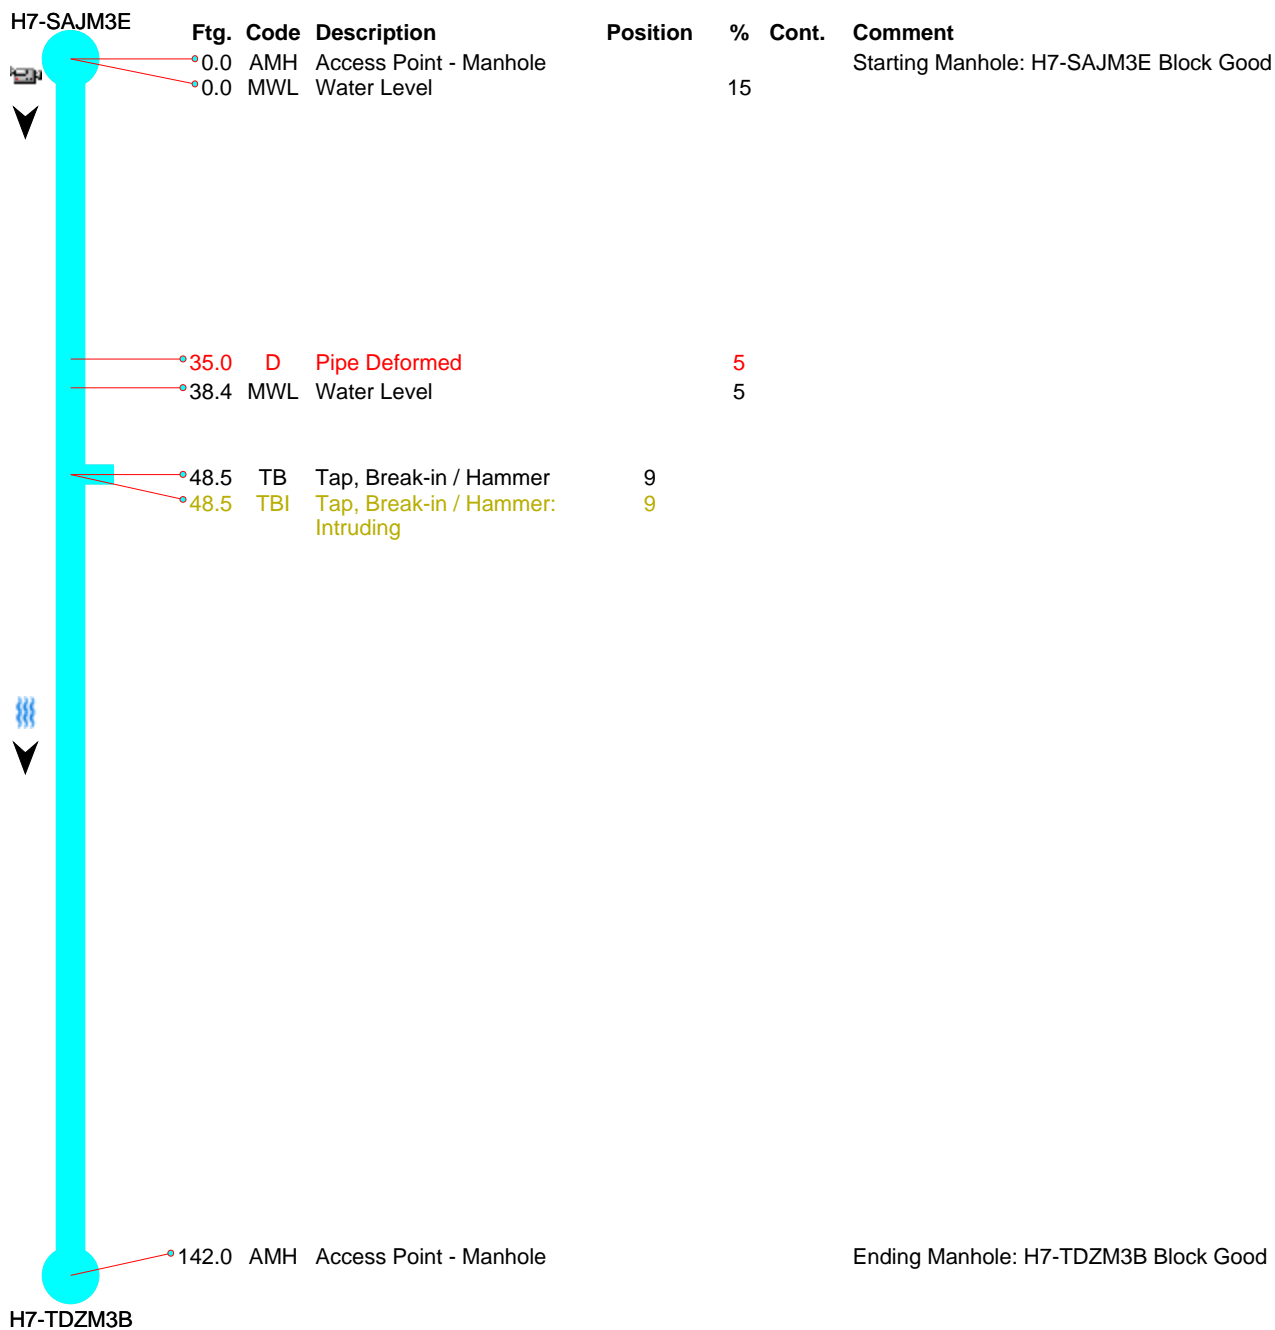 H7-SAJM3E
Ftg. Code Description Position % Cont. Comment
0.0 AMH Access Point - Manhole Starting Manhole: H7-SAJM3E Block Good
0.0 MWL Water Level 15
35.0 D Pipe Deformed 5
38.4 MWL Water Level 5
48.5 TB Tap, Break-in / Hammer 9
48.5 TBI Tap, Break-in / Hammer: 9
Intruding
142.0 AMH Access Point - Manhole Ending Manhole: H7-TDZM3B Block Good
H7-TDZM3B